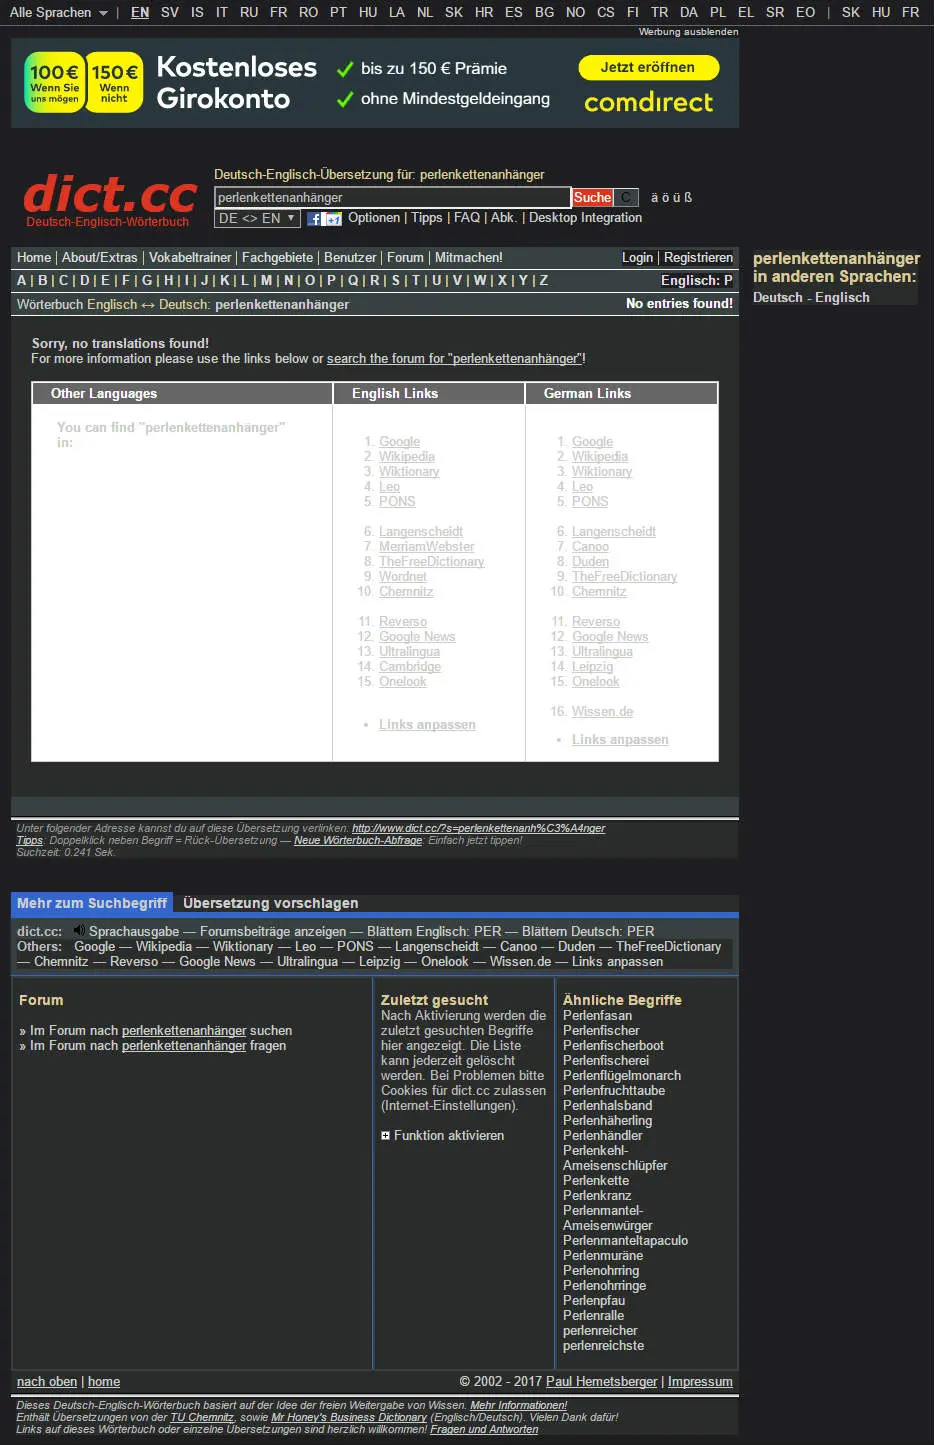 Alle Sprachen | EN SV IS IT RU FR RO PT HU LA NL SK HR ES BG NO CS FI TR DA PL EL SR EO | SK HU FR
Werbung ausblenden
100 € Wenn Sie uns mögen
150 € Wenn nicht
Kostenloses Girokonto
bis zu 150 € Prämie
ohne Mindestgeldeingang
Jetzt eröffnen
comdirect
dict.cc
Deutsch-Englisch-Wörterbuch
Deutsch-Englisch-Übersetzung für: perlenkettenanhänger
perlenkettenanhänger Suche C ä ö ü ß
DE <> EN f +1 Optionen | Tipps | FAQ | Abk. | Desktop Integration
Home | About/Extras | Vokabeltrainer | Fachgebiete | Benutzer | Forum | Mitmachen! Login | Registrieren
A | B | C | D | E | F | G | H | I | J | K | L | M | N | O | P | Q | R | S | T | U | V | W | X | Y | Z Englisch: P
Wörterbuch Englisch ↔ Deutsch: perlenkettenanhänger No entries found!
perlenkettenanhänger
in anderen Sprachen:
Deutsch - Englisch
Sorry, no translations found!
For more information please use the links below or search the forum for "perlenkettenanhänger"!
Other Languages
You can find "perlenkettenanhänger"
in:
English Links
1. Google
2. Wikipedia
3. Wiktionary
4. Leo
5. PONS
6. Langenscheidt
7. MerriamWebster
8. TheFreeDictionary
9. Wordnet
10. Chemnitz
11. Reverso
12. Google News
13. Ultralingua
14. Cambridge
15. Onelook
• Links anpassen
German Links
1. Google
2. Wikipedia
3. Wiktionary
4. Leo
5. PONS
6. Langenscheidt
7. Canoo
8. Duden
9. TheFreeDictionary
10. Chemnitz
11. Reverso
12. Google News
13. Ultralingua
14. Leipzig
15. Onelook
16. Wissen.de
• Links anpassen
Unter folgender Adresse kannst du auf diese Übersetzung verlinken: http://www.dict.cc/?s=perlenkettenanh%C3%A4nger
Tipps: Doppelklick neben Begriff = Rück-Übersetzung — Neue Wörterbuch-Abfrage: Einfach jetzt tippen!
Suchzeit: 0.241 Sek.
Mehr zum Suchbegriff Übersetzung vorschlagen
dict.cc: Sprachausgabe — Forumsbeiträge anzeigen — Blättern Englisch: PER — Blättern Deutsch: PER
Others: Google — Wikipedia — Wiktionary — Leo — PONS — Langenscheidt — Canoo — Duden — TheFreeDictionary
— Chemnitz — Reverso — Google News — Ultralingua — Leipzig — Onelook — Wissen.de — Links anpassen
Forum
» Im Forum nach perlenkettenanhänger suchen
» Im Forum nach perlenkettenanhänger fragen
Zuletzt gesucht
Nach Aktivierung werden die
zuletzt gesuchten Begriffe
hier angezeigt. Die Liste
kann jederzeit gelöscht
werden. Bei Problemen bitte
Cookies für dict.cc zulassen
(Internet-Einstellungen).
Funktion aktivieren
Ähnliche Begriffe
Perlenfasan
Perlenfischer
Perlenfischerboot
Perlenfischerei
Perlenflügelmonarch
Perlenfruchttaube
Perlenhalsband
Perlenhäherling
Perlenhändler
Perlenkehl-
Ameisenschlüpfer
Perlenkette
Perlenkranz
Perlenmantel-
Ameisenwürger
Perlenmanteltapaculo
Perlenmuräne
Perlenohrring
Perlenohrringe
Perlenpfau
Perlenralle
perlenreicher
perlenreichste
nach oben | home © 2002 - 2017 Paul Hemetsberger | Impressum
Dieses Deutsch-Englisch-Wörterbuch basiert auf der Idee der freien Weitergabe von Wissen. Mehr Informationen!
Enthält Übersetzungen von der TU Chemnitz, sowie Mr Honey's Business Dictionary (Englisch/Deutsch). Vielen Dank dafür!
Links auf dieses Wörterbuch oder einzelne Übersetzungen sind herzlich willkommen! Fragen und Antworten